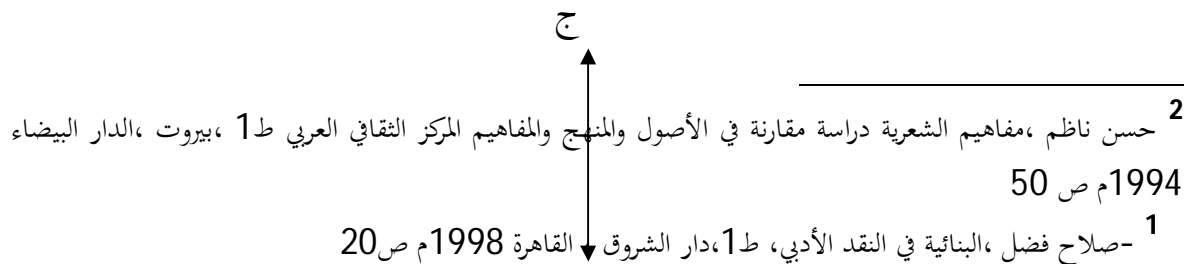 ج
2 حسن ناظم ،مفاهيم الشعرية دراسة مقارنة في الأصول والمنهج والمفاهيم المركز الثقافي العربي ط1 ،بيروت ،الدار البيضاء
1994م ص 50
1 -صلاح فضل ،البنائية في النقد الأدبي، ط1،دار الشروق القاهرة 1998م ص20